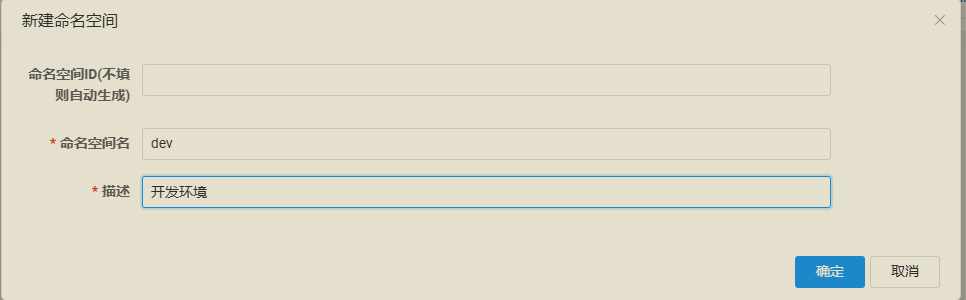 新建命名空间
命名空间ID(不填
则自动生成)
* 命名空间名
dev
* 描述
开发环境
确定
取消